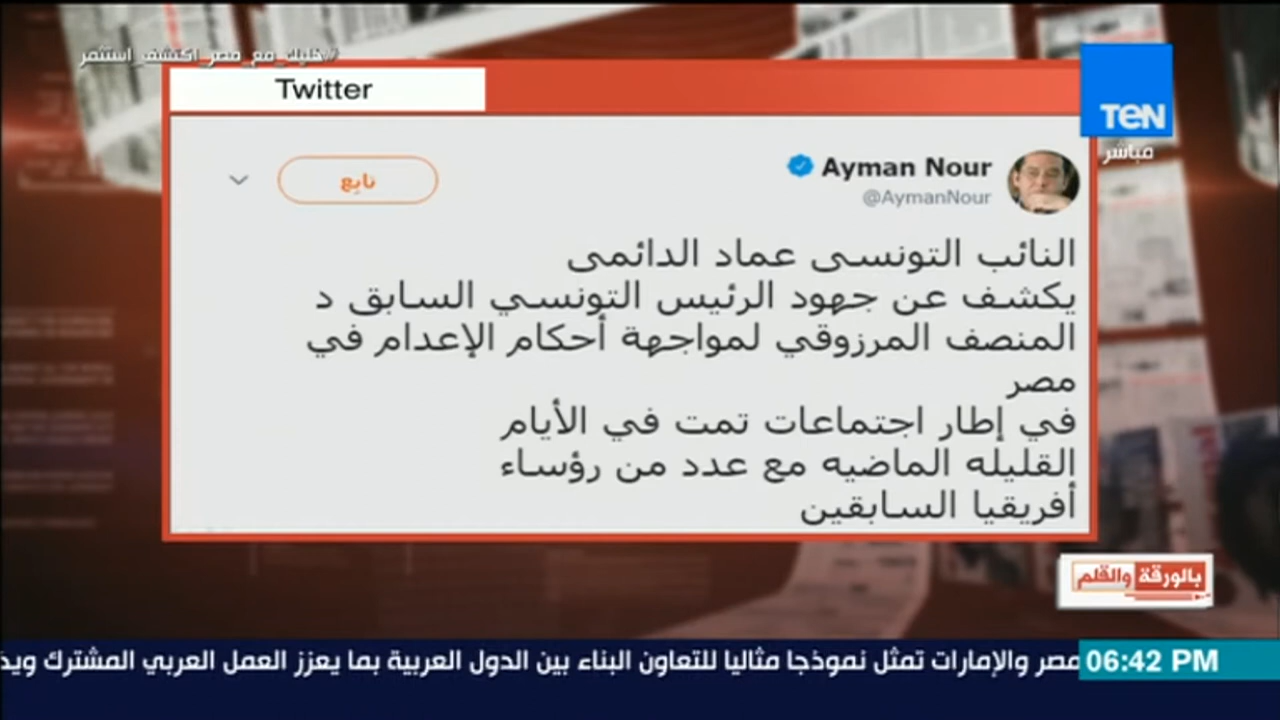 #خليك_مع_مصر_اكتشف_استثمر
Twitter
TEN
مباشر
Ayman Nour
تابع
@AymanNour
النائب التونسى عماد الدائمى
يكشف عن جهود الرئيس التونسي السابق د
المنصف المرزوقي لمواجهة أحكام الإعدام في
مصر
في إطار اجتماعات تمت في الأيام
القليله الماضيه مع عدد من رؤساء
أفريقيا السابقين
بالورقة والقلم
06:42 PM
مصر والإمارات تمثل نموذجا مثاليا للتعاون البناء بين الدول العربية بما يعزز العمل العربي المشترك